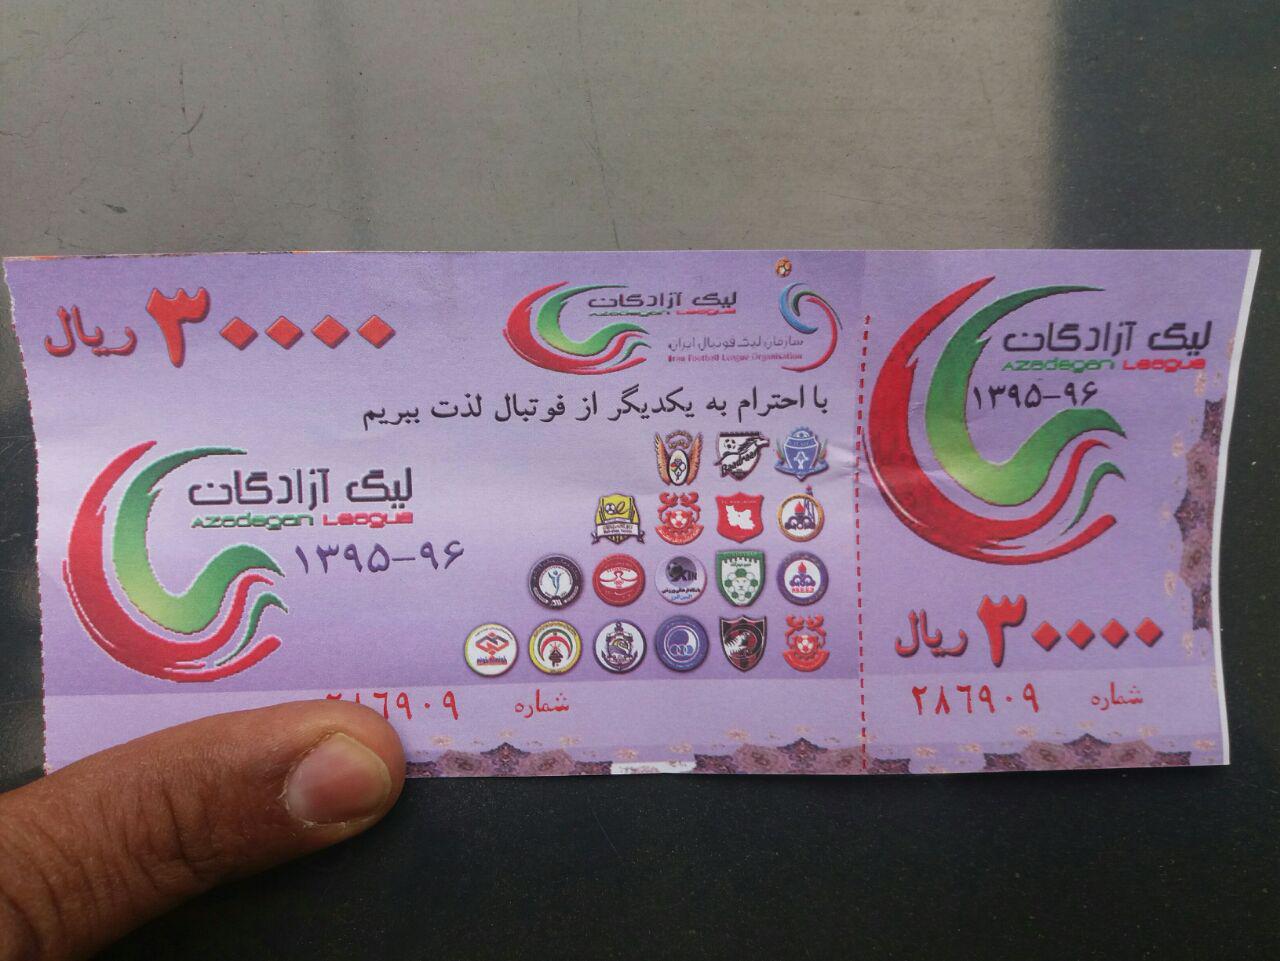 ۳۰۰۰۰ ریال
لیگ آزادگان
Azadegan League
سازمان لیگ فوتبال ایران
Iran Football League Organisation
با احترام به یکدیگر از فوتبال لذت ببریم
لیگ آزادگان
Azadegan League
۱۳۹۵-۹۶
شماره
لیگ آزادگان
Azadegan League
۱۳۹۵-۹۶
۳۰۰۰۰ ریال
شماره ۲۸۶۹۰۹